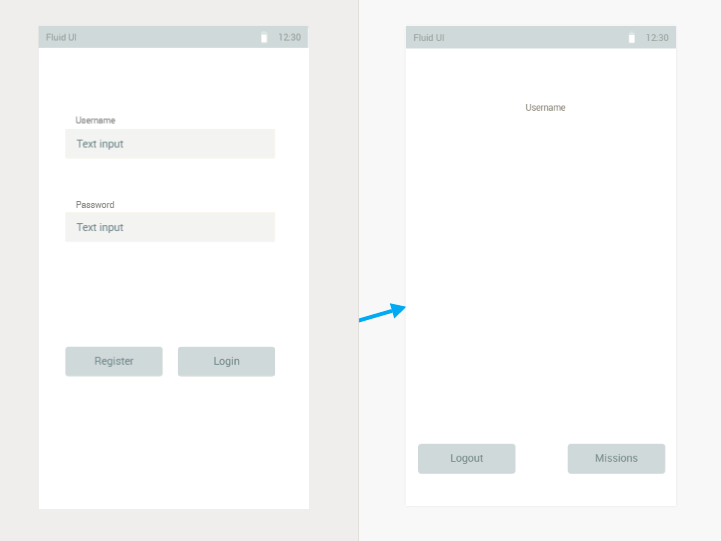 Fluid UI 12:30
Username
Text input
Password
Text input
Register Login
Fluid UI 12:30
Username
Logout Missions